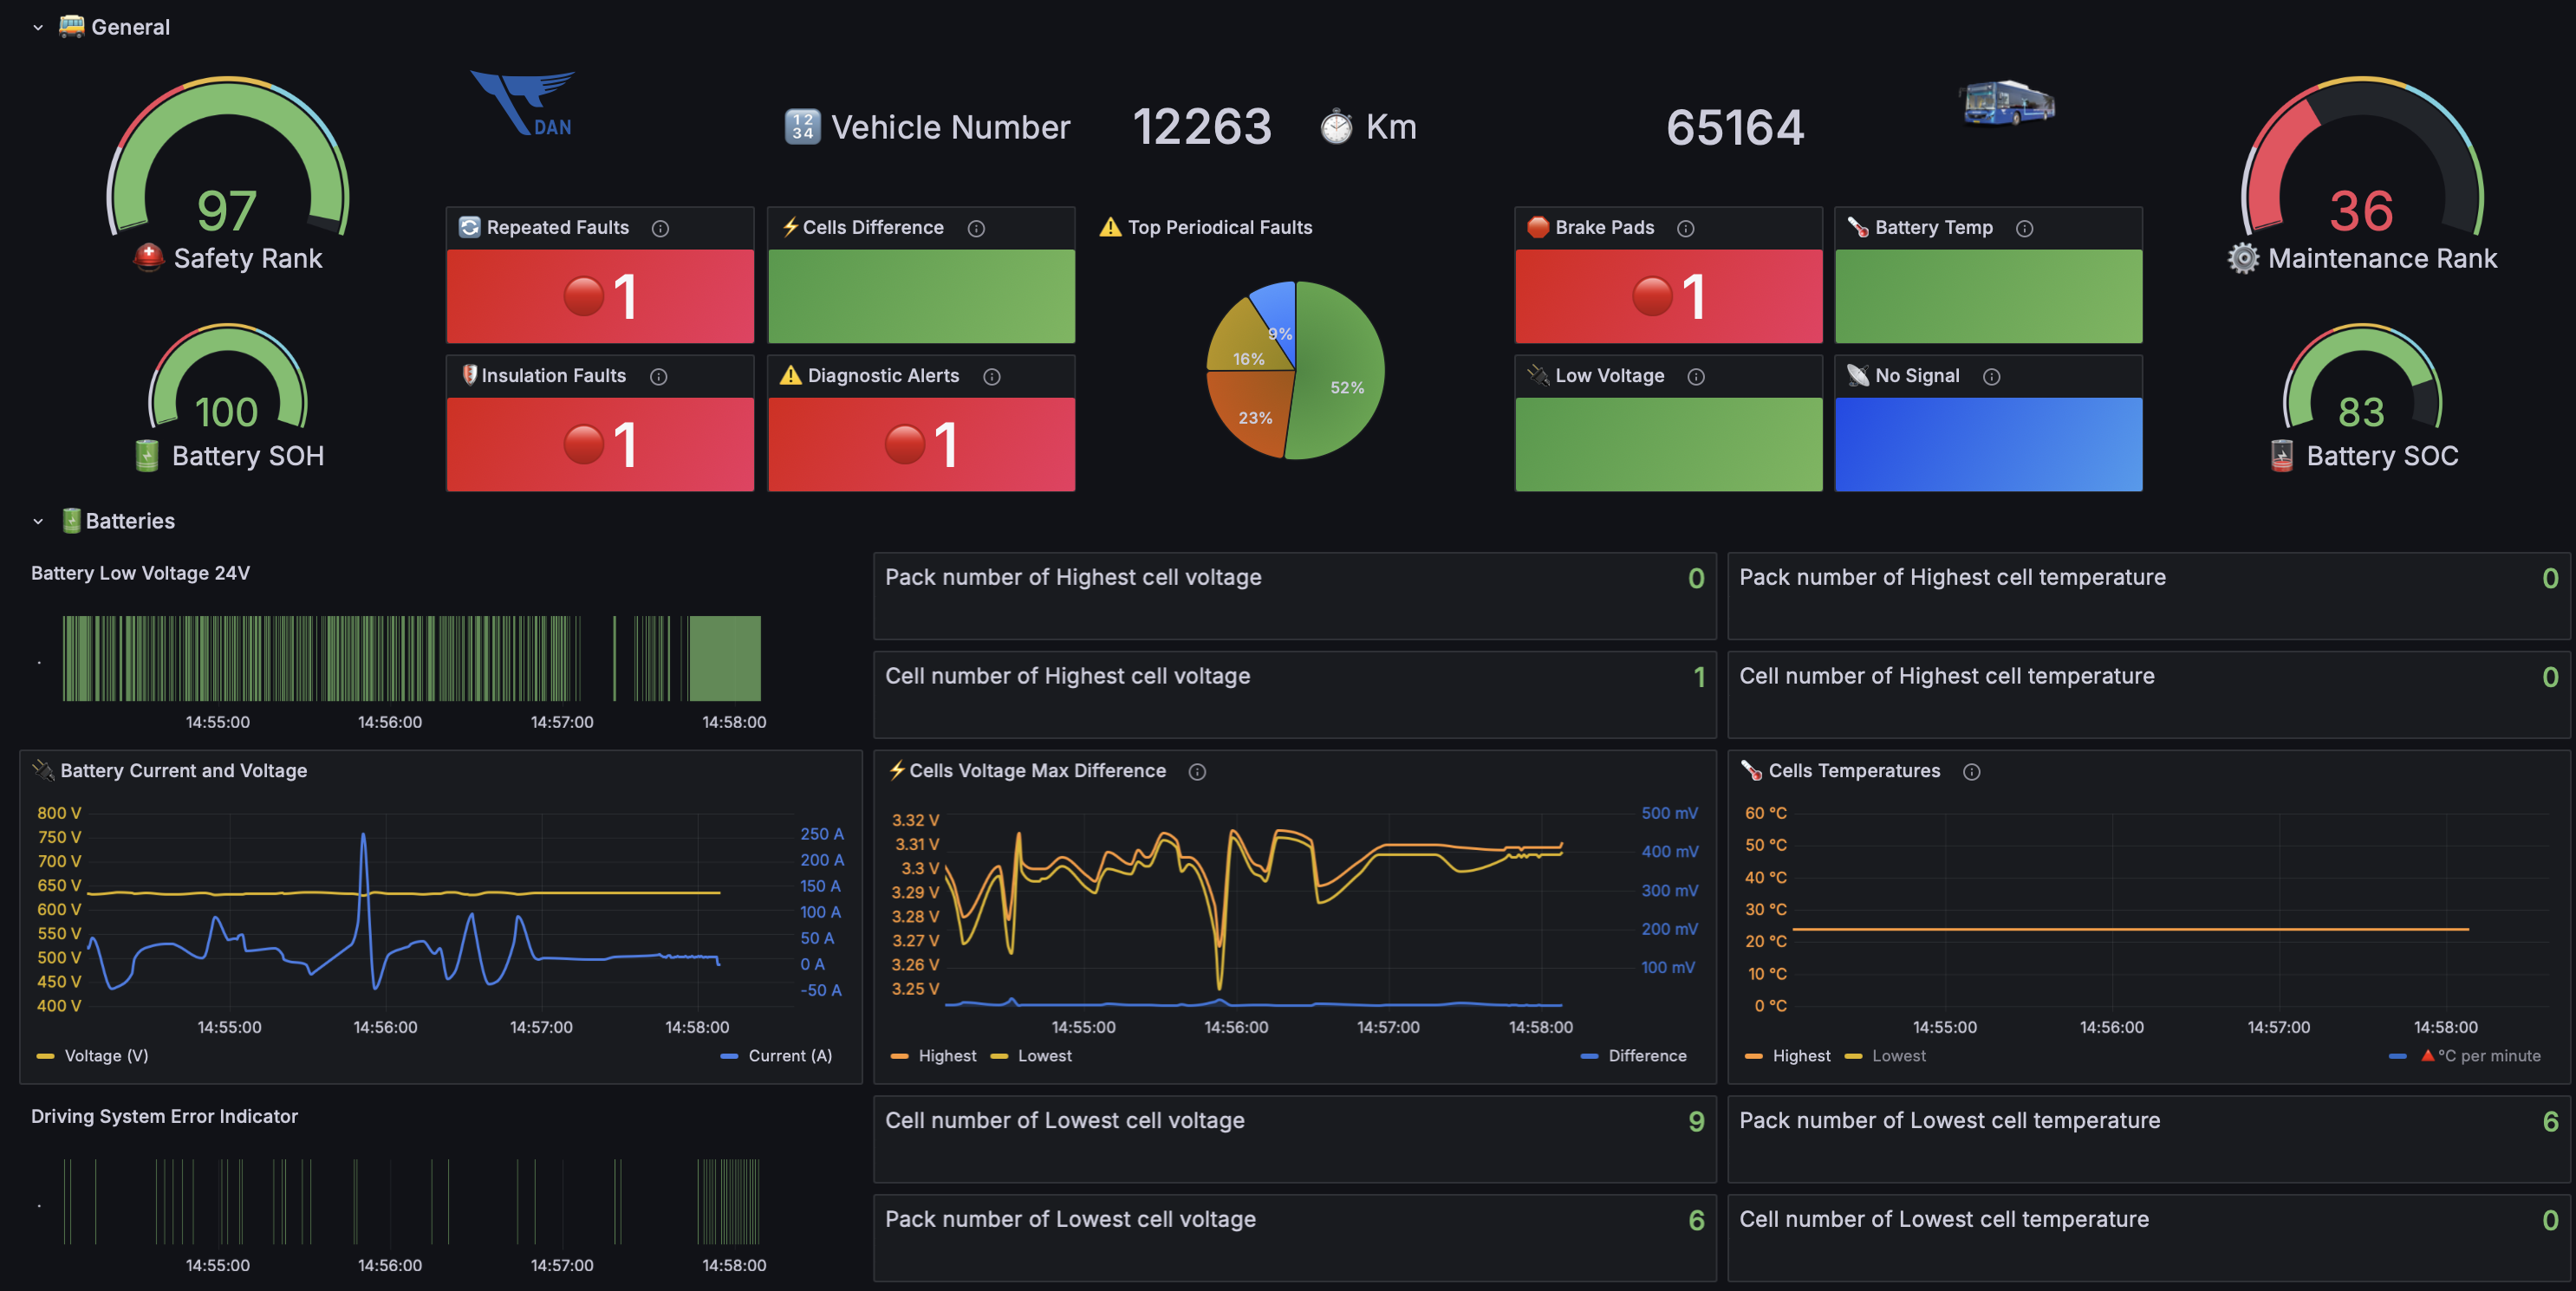 General
97
Safety Rank
DAN
1234 Vehicle Number
12263
Km
65164
36
Maintenance Rank
Repeated Faults
1
Cells Difference
Top Periodical Faults
9%
16%
52%
23%
Brake Pads
1
Battery Temp
Insulation Faults
1
Diagnostic Alerts
1
Low Voltage
No Signal
100
Battery SOH
83
Battery SOC
Batteries
Battery Low Voltage 24V
.
14:55:00 14:56:00 14:57:00 14:58:00
Pack number of Highest cell voltage 0
Pack number of Highest cell temperature 0
Cell number of Highest cell voltage 1
Cell number of Highest cell temperature 0
Battery Current and Voltage
800 V
750 V
700 V
650 V
600 V
550 V
500 V
450 V
400 V
250 A
200 A
150 A
100 A
50 A
0 A
-50 A
14:55:00 14:56:00 14:57:00 14:58:00
Voltage (V) Current (A)
Cells Voltage Max Difference
3.32 V
3.31 V
3.3 V
3.29 V
3.28 V
3.27 V
3.26 V
3.25 V
500 mV
400 mV
300 mV
200 mV
100 mV
14:55:00 14:56:00 14:57:00 14:58:00
Highest Lowest Difference
Cells Temperatures
60 °C
50 °C
40 °C
30 °C
20 °C
10 °C
0 °C
14:55:00 14:56:00 14:57:00 14:58:00
Highest Lowest 🔺°C per minute
Driving System Error Indicator
.
14:55:00 14:56:00 14:57:00 14:58:00
Cell number of Lowest cell voltage 9
Pack number of Lowest cell temperature 6
Pack number of Lowest cell voltage 6
Cell number of Lowest cell temperature 0